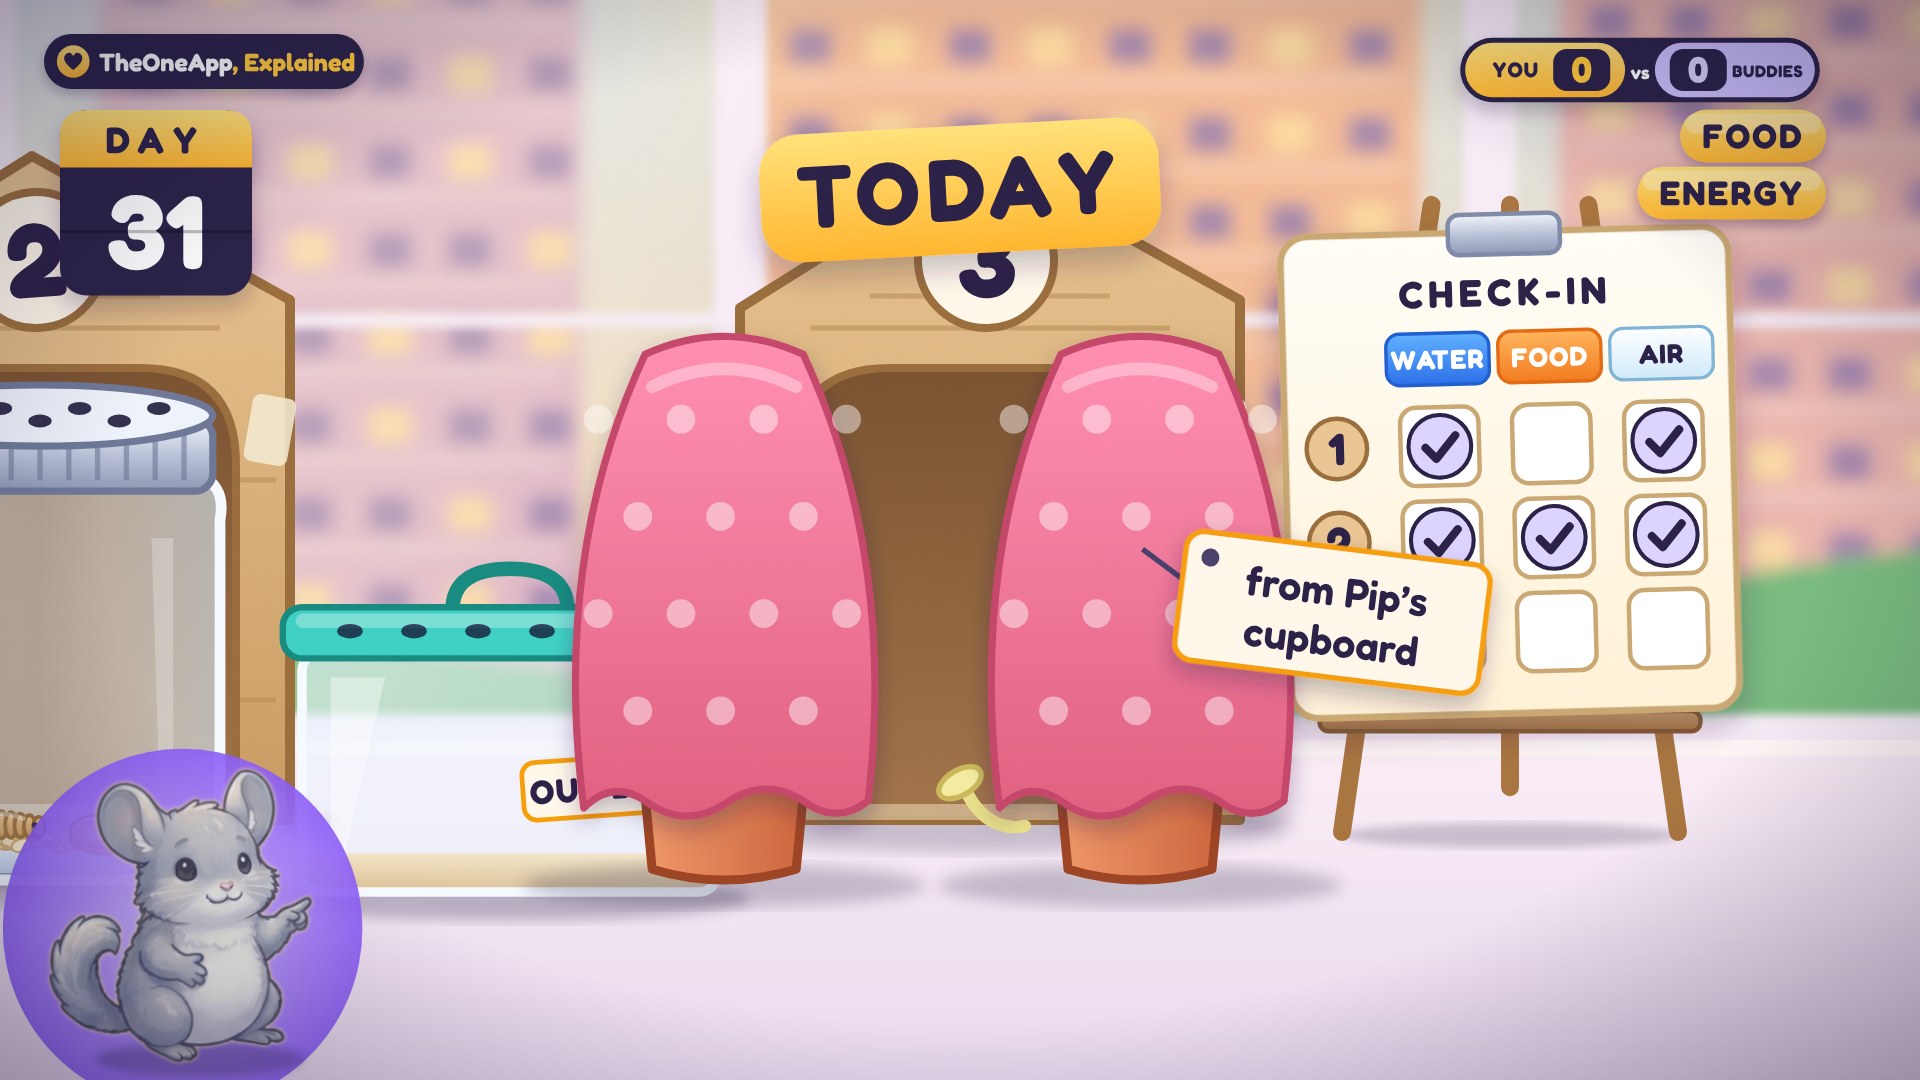 TheOneApp, Explained
DAY
31
2
TODAY
3
YOU 0 vs 0 BUDDIES
FOOD
ENERGY
CHECK-IN
WATER FOOD AIR
1
2
from Pip's
cupboard